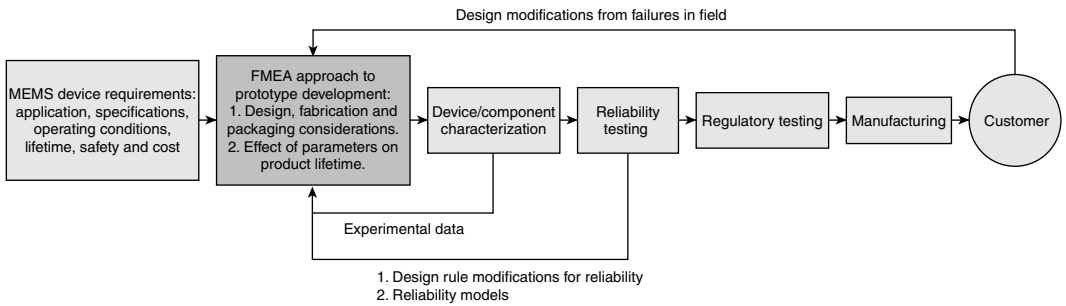 Design modifications from failures in field
MEMS device requirements:
application, specifications,
operating conditions,
lifetime, safety and cost
FMEA approach to
prototype development:
1. Design, fabrication and
packaging considerations.
2. Effect of parameters on
product lifetime.
Device/component
characterization
Reliability
testing
Regulatory testing
Manufacturing
Customer
Experimental data
1. Design rule modifications for reliability
2. Reliability models